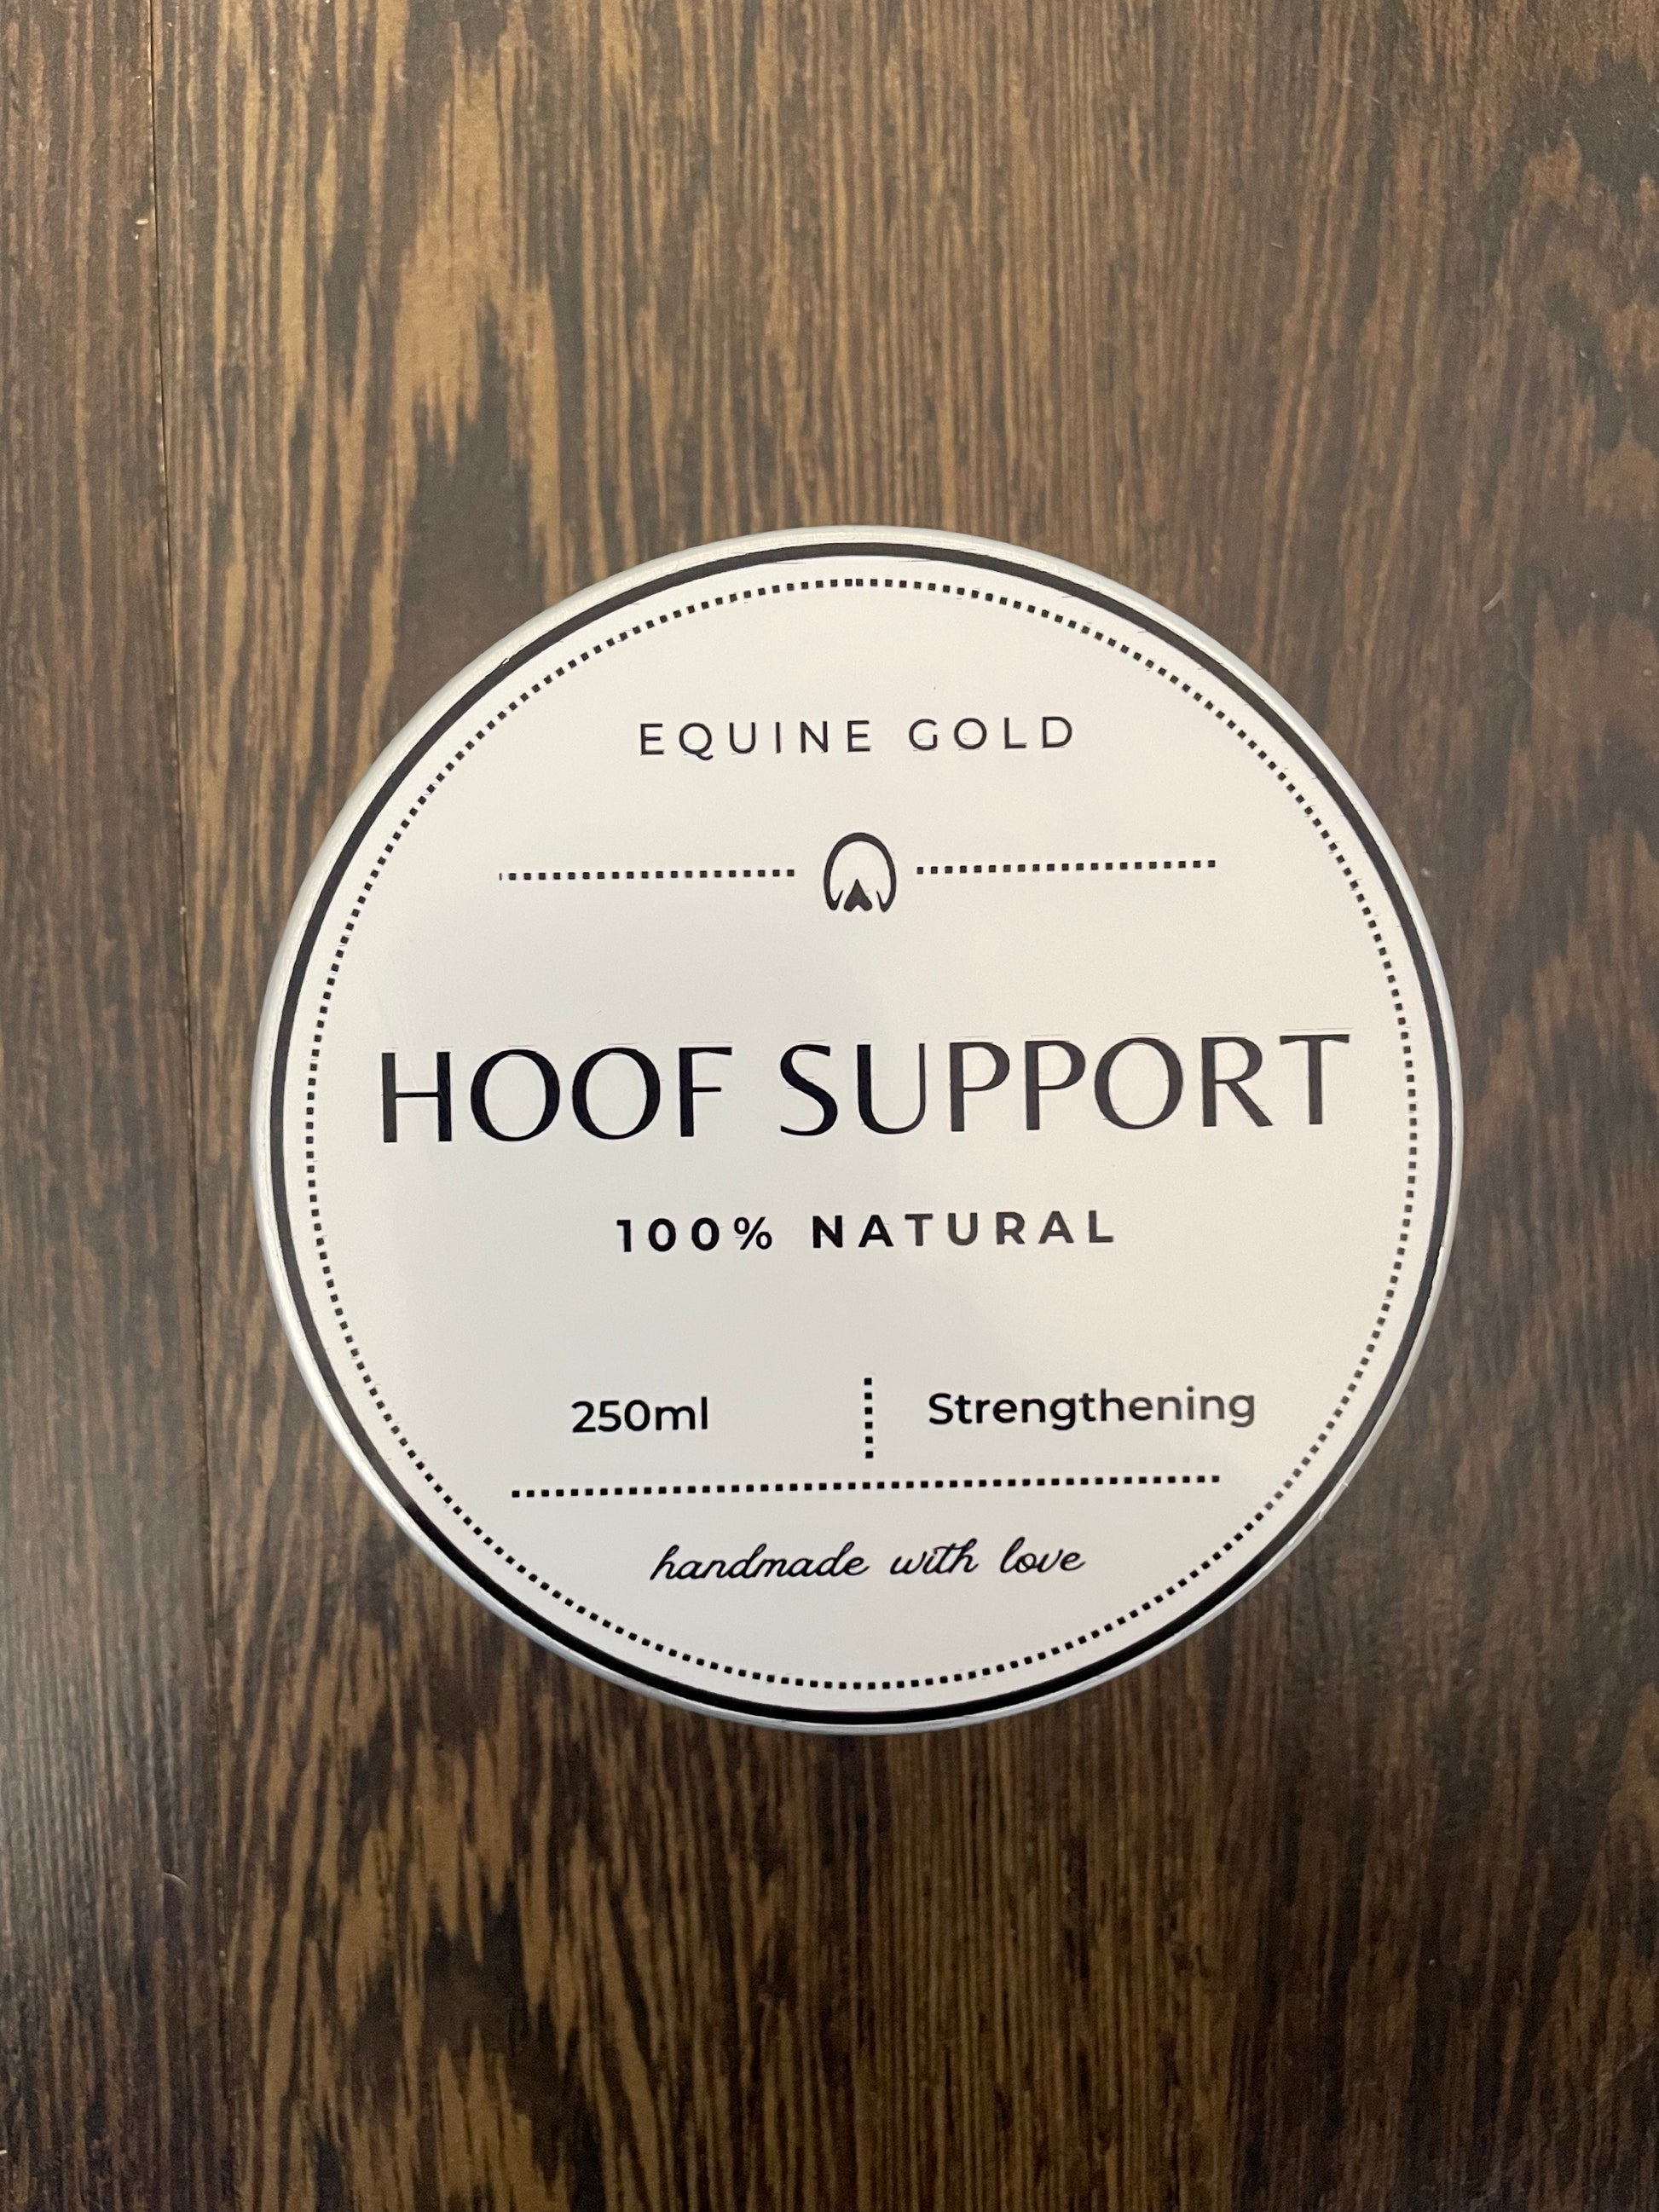 EQUINE GOLD
HOOF SUPPORT
100% NATURAL
250ml
Strengthening
handmade with love